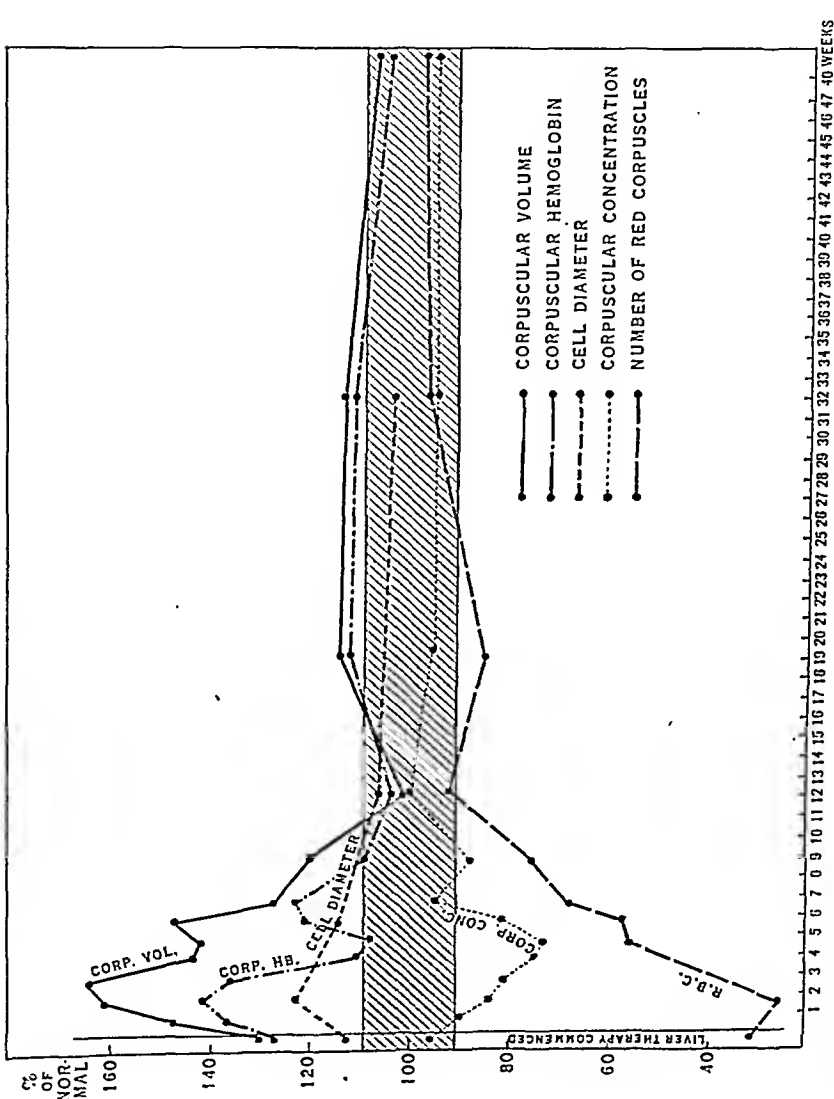 % OF NOR-MAL
160
140
120
100
80
60
40
CORP. VOL.
CORP. HB.
CELL DIAMETER
CORP. CONC.
R.B.C.
LIVER THERAPY COMMENCED
CORPUSCULAR VOLUME
CORPUSCULAR HEMOGLOBIN
CELL DIAMETER
CORPUSCULAR CONCENTRATION
NUMBER OF RED CORPUSCLES
1 2 3 4 5 6 7 8 9 10 11 12 13 14 15 16 17 18 19 20 21 22 23 24 25 26 27 28 29 30 31 32 33 34 35 36 37 38 39 40 41 42 43 44 45 46 47 48 WEEKS